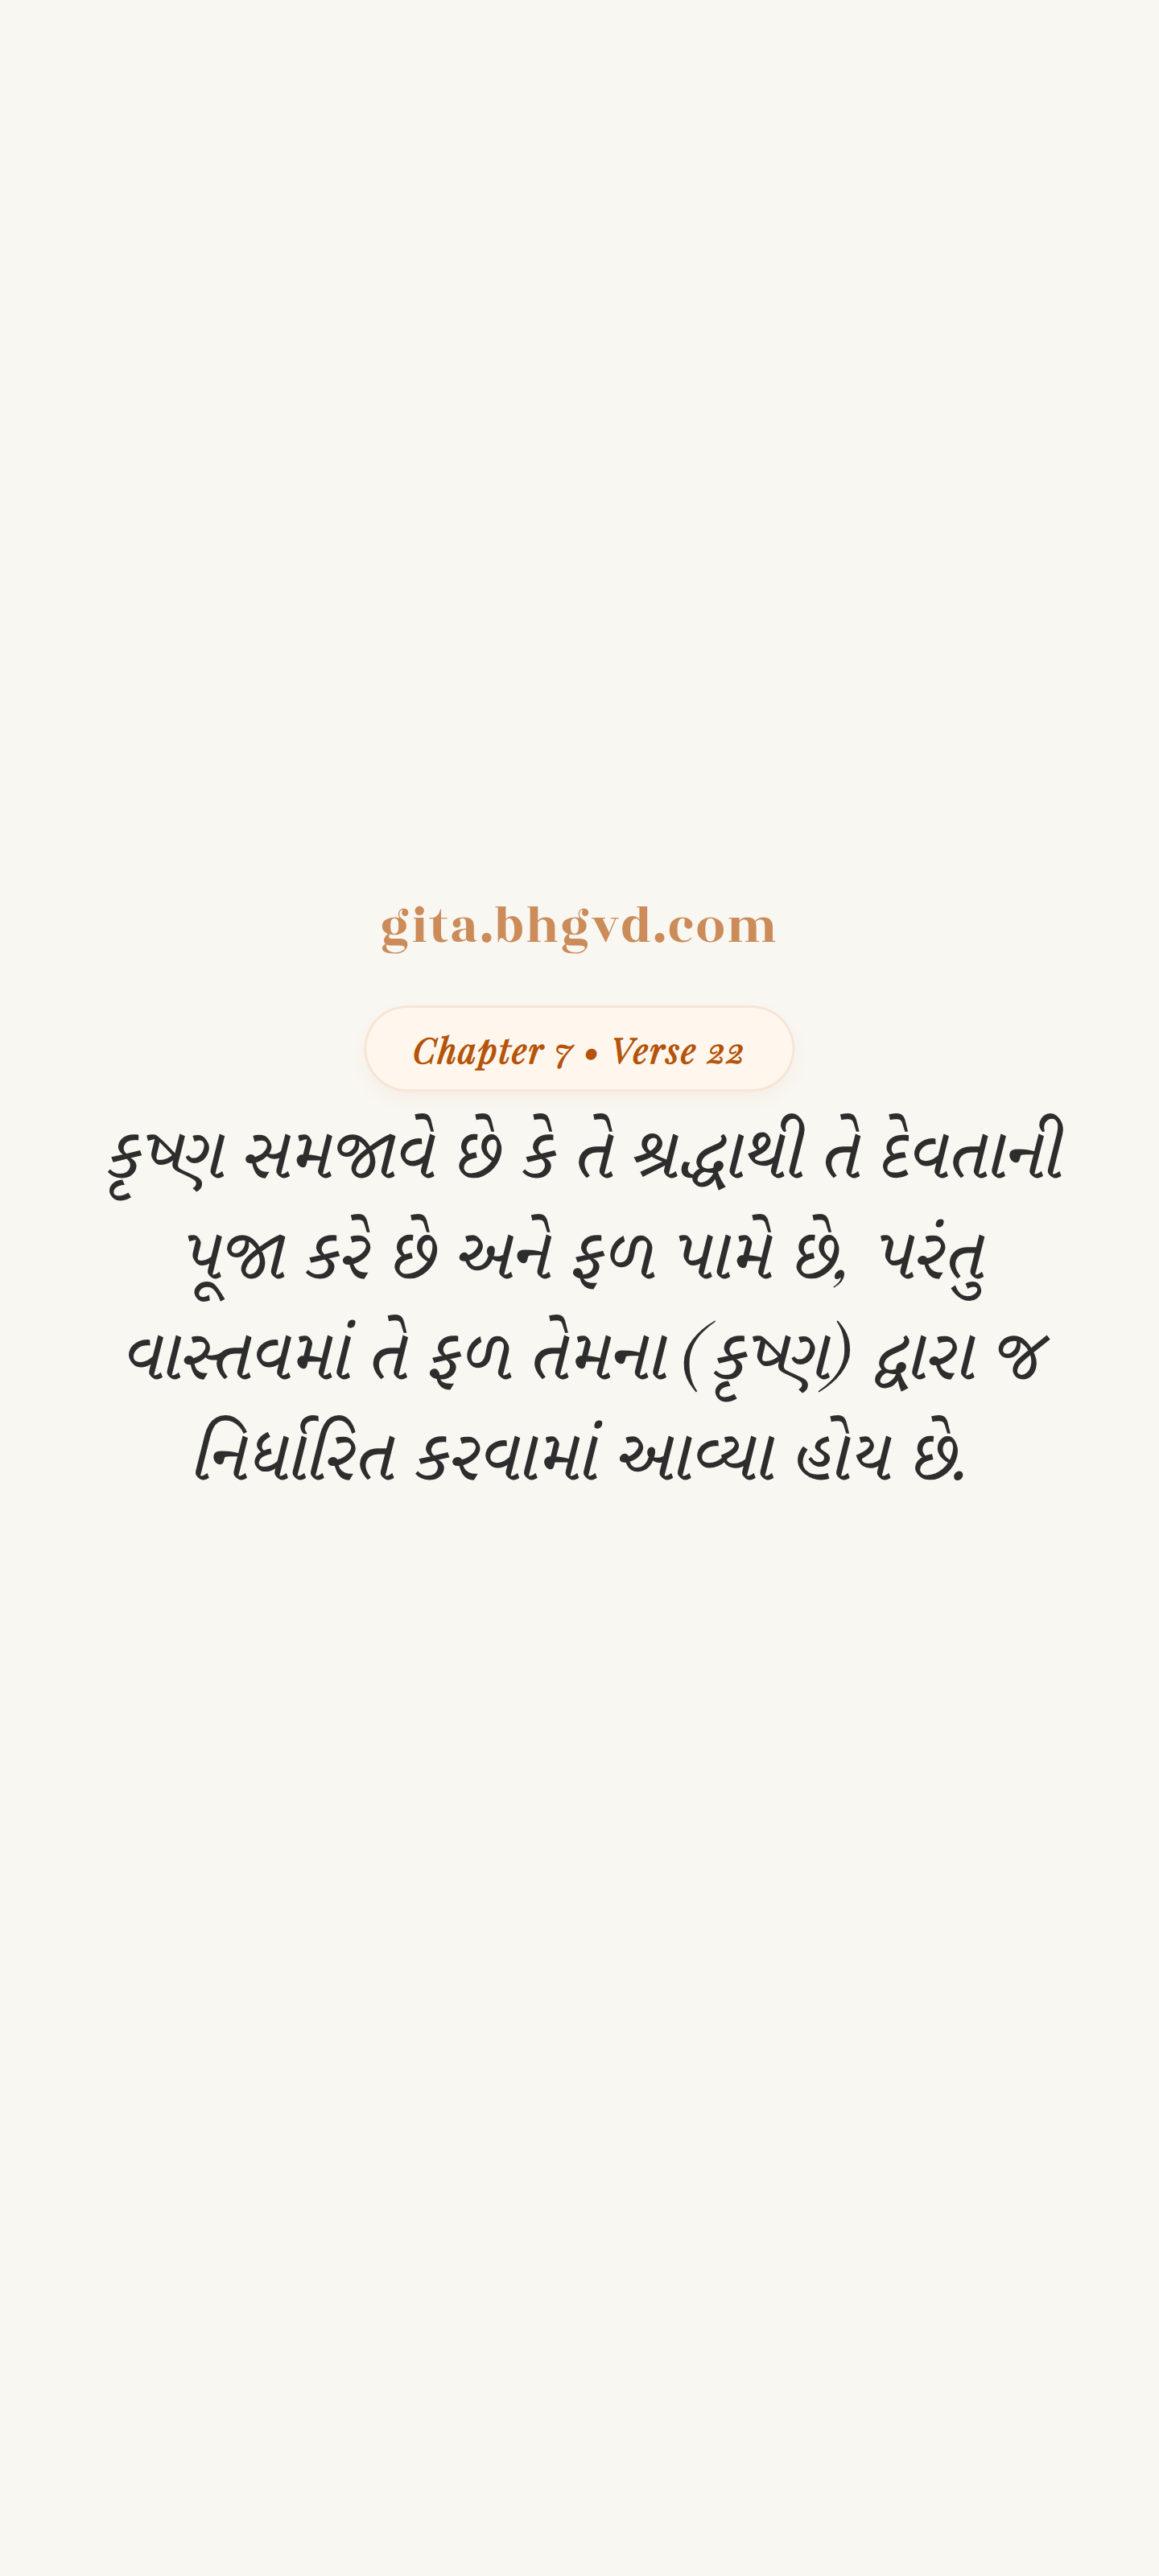 gita.bhgvd.com
Chapter 7 • Verse 22
કૃષ્ણ સમજાવે છે કે તે શ્રદ્ધાથી તે દેવતાની
પૂજા કરે છે અને ફળ પામે છે, પરંતુ
વાસ્તવમાં તે ફળ તેમના (કૃષ્ણ) દ્વારા જ
નિર્ધારિત કરવામાં આવ્યા હોય છે.